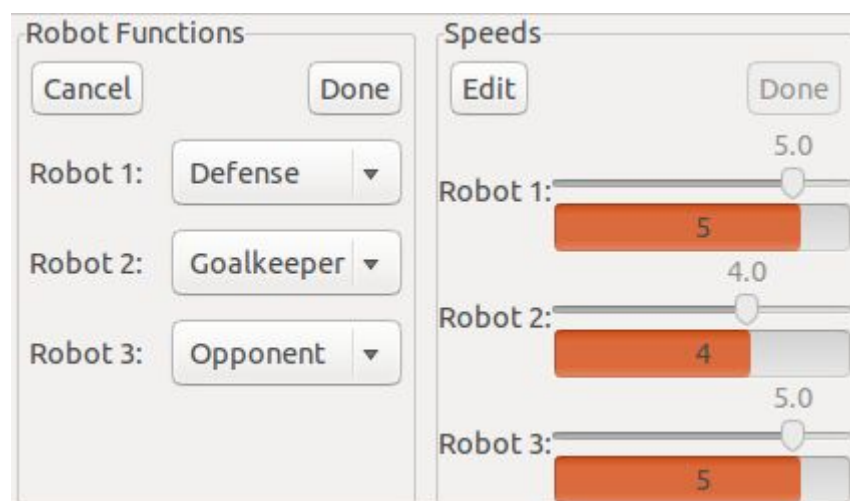 Robot Functions
Cancel Done
Robot 1: Defense
Robot 2: Goalkeeper
Robot 3: Opponent
Speeds
Edit Done
5.0
Robot 1:
5
4.0
Robot 2:
4
5.0
Robot 3:
5